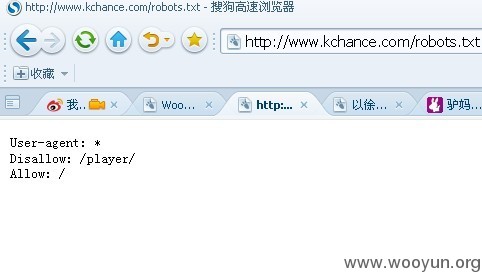 http://www.kchance.com/robots.txt - 搜狗高速浏览器
http://www.kchance.com/robots.txt
收藏
我... Woo... http:... 以徐... 驴妈...
User-agent: *
Disallow: /player/
Allow: /
www.wooyun.org